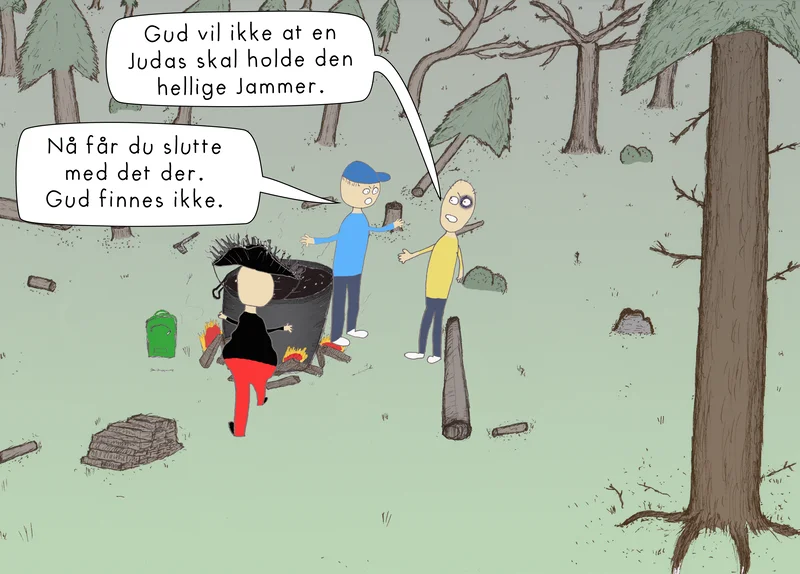 Gud vil ikke at en
Judas skal holde den
hellige Jammer.
Nå får du slutte
med det der.
Gud finnes ikke.